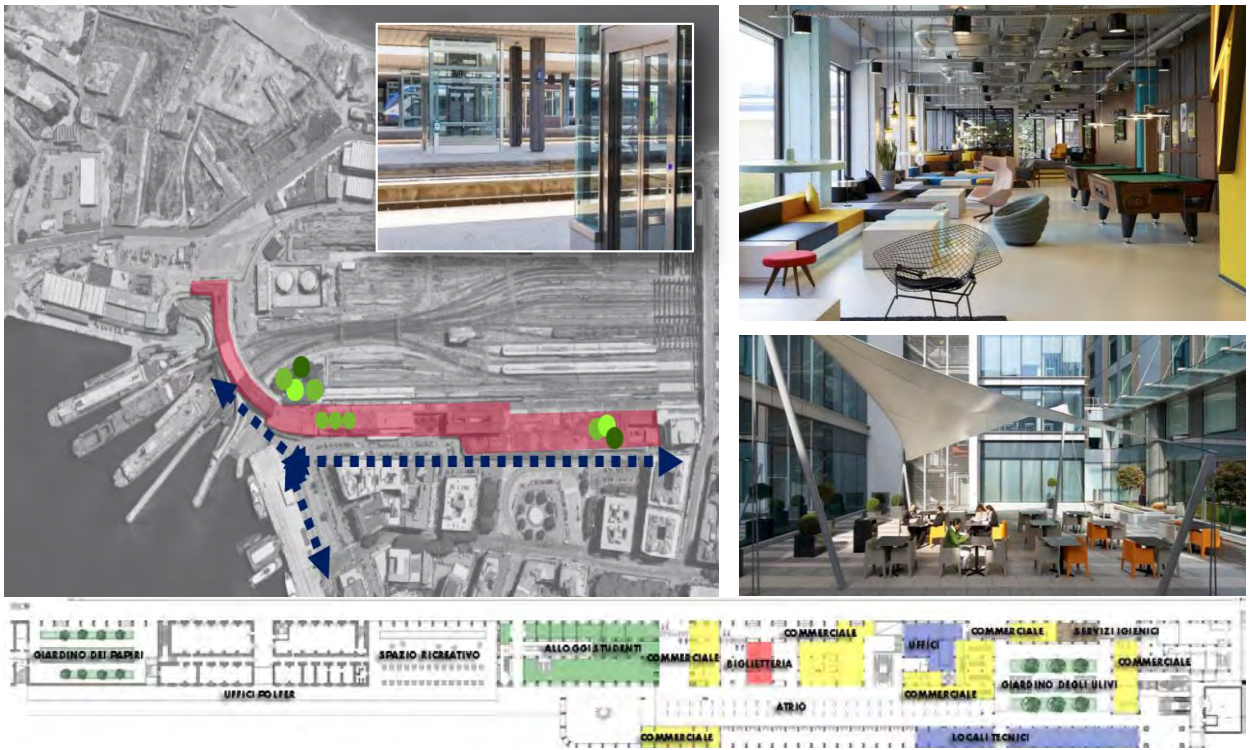 COMMERCIALE
COMMERCIALE
SERVIZI IGIENICI
GIARDINO DEI PAPIRI
SPAZIO RICREATIVO
ALLOGGI STUDENTI
COMMERCIALE
BIGLIETTERIA
UFFICI
COMMERCIALE
UFFICI POLFER
COMMERCIALE
GIARDINO DEGLI ULIVI
ATRIO
COMMERCIALE
LOCALI TECNICI